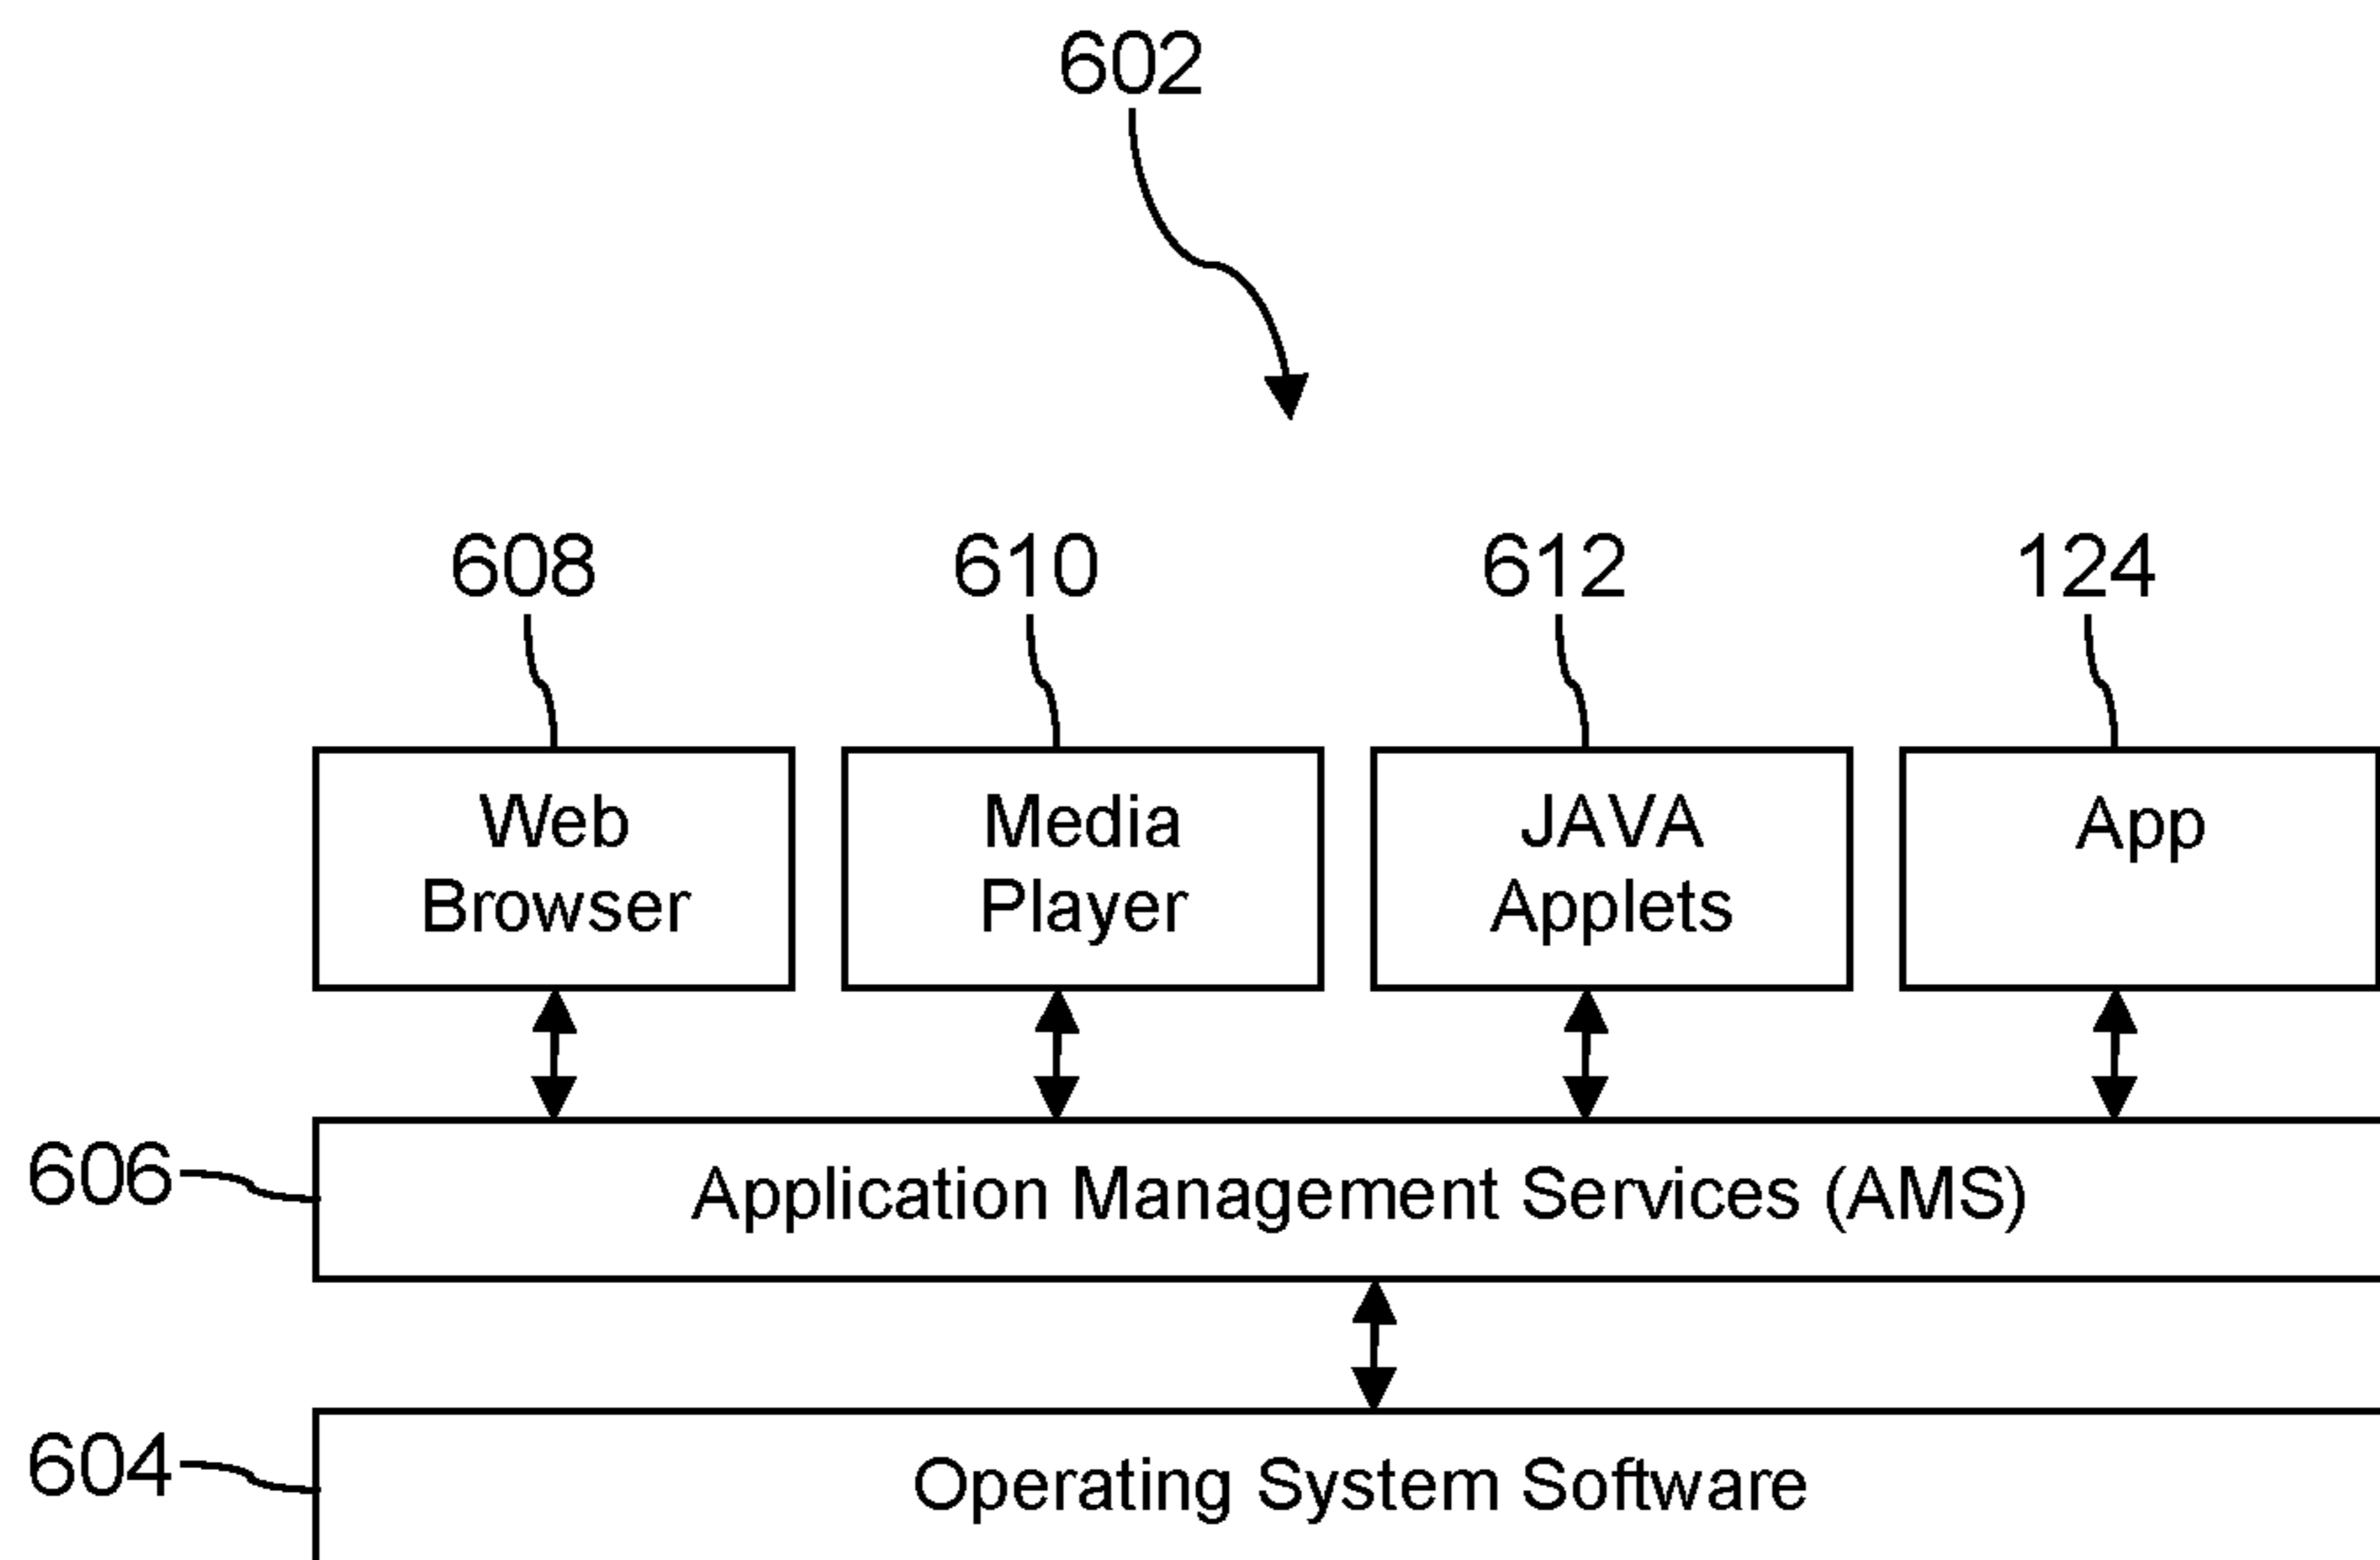 602
608
610
612
124
Web
Browser
Media
Player
JAVA
Applets
App
606
Application Management Services (AMS)
604
Operating System Software